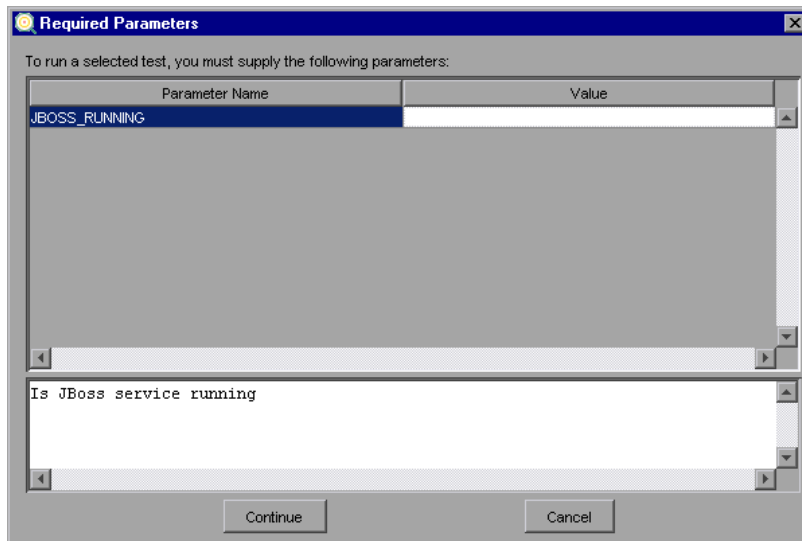 Required Parameters
To run a selected test, you must supply the following parameters:
Parameter Name Value
JBOSS_RUNNING
Is JBoss service running
Continue Cancel